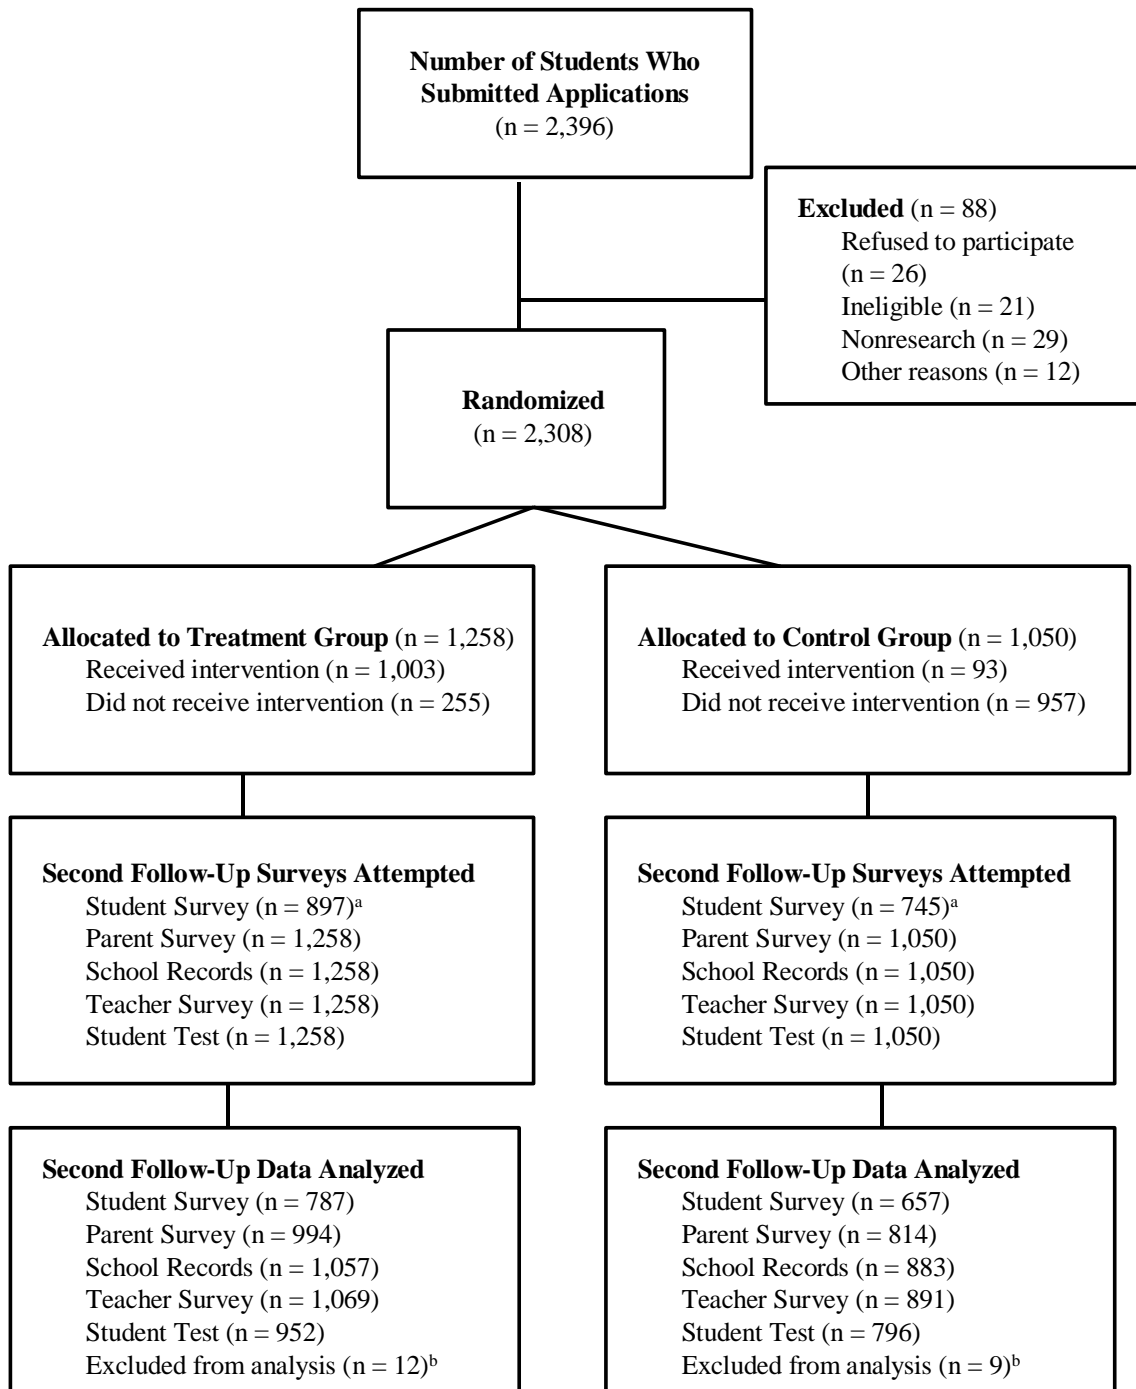 Number of Students Who
Submitted Applications
(n = 2,396)
Excluded (n = 88)
Refused to participate
(n = 26)
Ineligible (n = 21)
Nonresearch (n = 29)
Other reasons (n = 12)
Randomized
(n = 2,308)
Allocated to Treatment Group (n = 1,258)
Received intervention (n = 1,003)
Did not receive intervention (n = 255)
Allocated to Control Group (n = 1,050)
Received intervention (n = 93)
Did not receive intervention (n = 957)
Second Follow-Up Surveys Attempted
Student Survey (n = 897)ᵃ
Parent Survey (n = 1,258)
School Records (n = 1,258)
Teacher Survey (n = 1,258)
Student Test (n = 1,258)
Second Follow-Up Surveys Attempted
Student Survey (n = 745)ᵃ
Parent Survey (n = 1,050)
School Records (n = 1,050)
Teacher Survey (n = 1,050)
Student Test (n = 1,050)
Second Follow-Up Data Analyzed
Student Survey (n = 787)
Parent Survey (n = 994)
School Records (n = 1,057)
Teacher Survey (n = 1,069)
Student Test (n = 952)
Excluded from analysis (n = 12)ᵇ
Second Follow-Up Data Analyzed
Student Survey (n = 657)
Parent Survey (n = 814)
School Records (n = 883)
Teacher Survey (n = 891)
Student Test (n = 796)
Excluded from analysis (n = 9)ᵇ